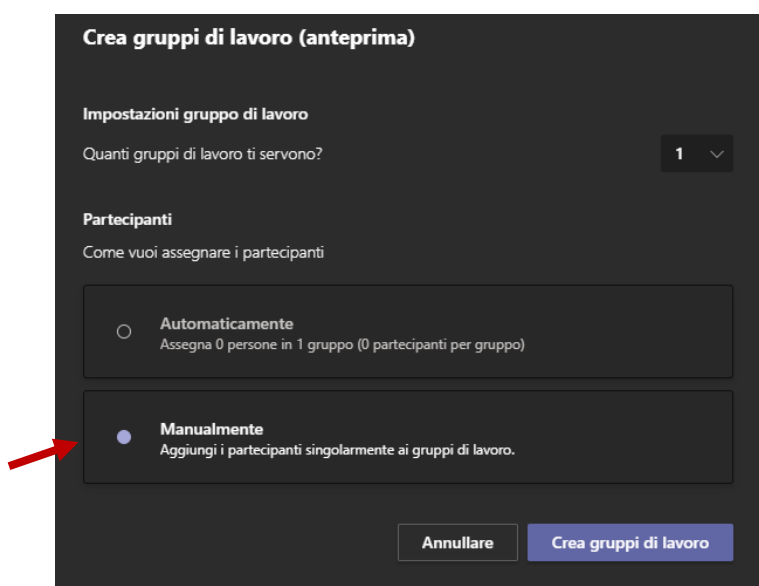 Crea gruppi di lavoro (anteprima)
Impostazioni gruppo di lavoro
Quanti gruppi di lavoro ti servono?
1
Partecipanti
Come vuoi assegnare i partecipanti
Automaticamente
Assegna 0 persone in 1 gruppo (0 partecipanti per gruppo)
Manualmente
Aggiungi i partecipanti singolarmente ai gruppi di lavoro.
Annullare
Crea gruppi di lavoro